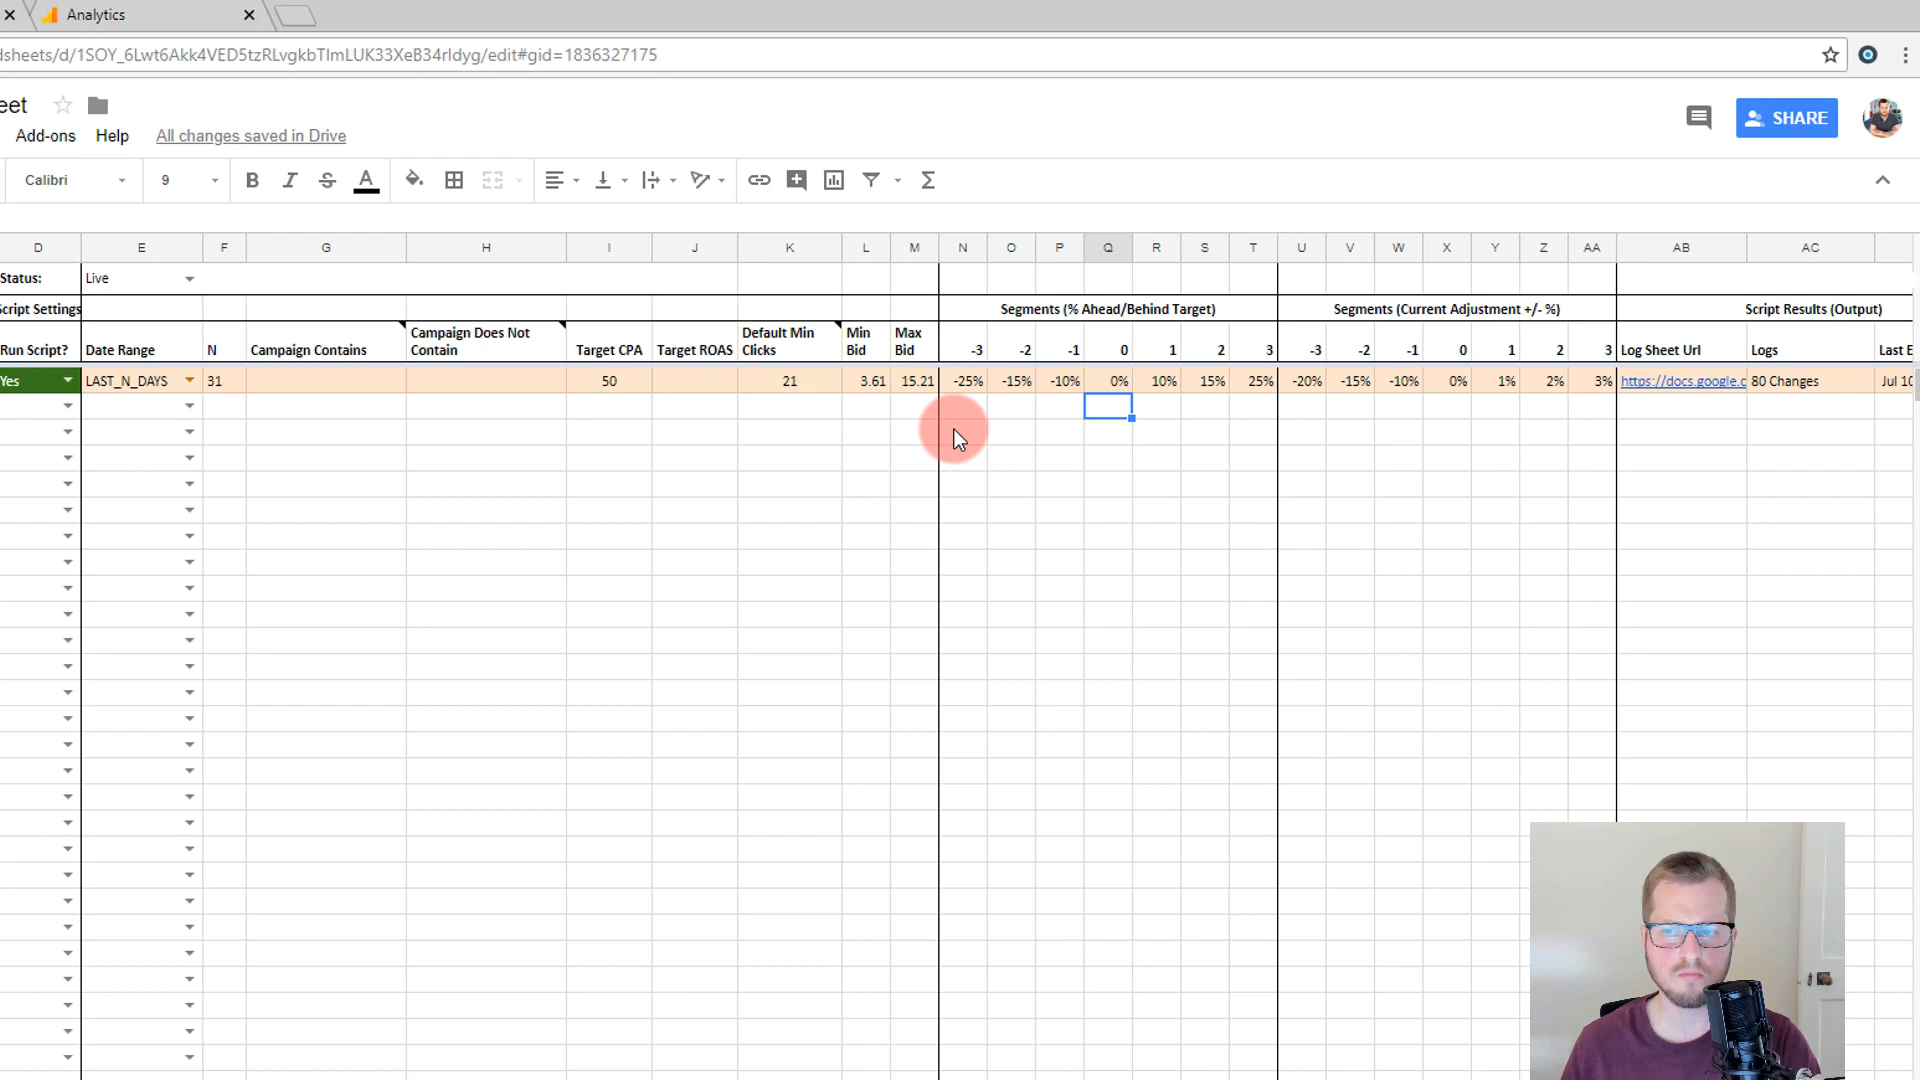 Analytics
dsheets/d/1SOY_6Lwt6Akk4VED5tzRLvgkbTImLUK33XeB34rIdyg/edit#gid=1836327175
eet
Add-ons Help All changes saved in Drive
SHARE
Calibri 9 B I S A
D E F G H I J K L M N O P Q R S T U V W X Y Z AA AB AC
Status: Live
Script Settings Segments (% Ahead/Behind Target) Segments (Current Adjustment +/- %) Script Results (Output)
Run Script? Date Range N Campaign Contains Campaign Does Not Contain Target CPA Target ROAS Default Min Clicks Min Bid Max Bid -3 -2 -1 0 1 2 3 -3 -2 -1 0 1 2 3 Log Sheet Url Logs Last E
Yes LAST_N_DAYS 31 50 21 3.61 15.21 -25% -15% -10% 0% 10% 15% 25% -20% -15% -10% 0% 1% 2% 3% https://docs.google.c 80 Changes Jul 10